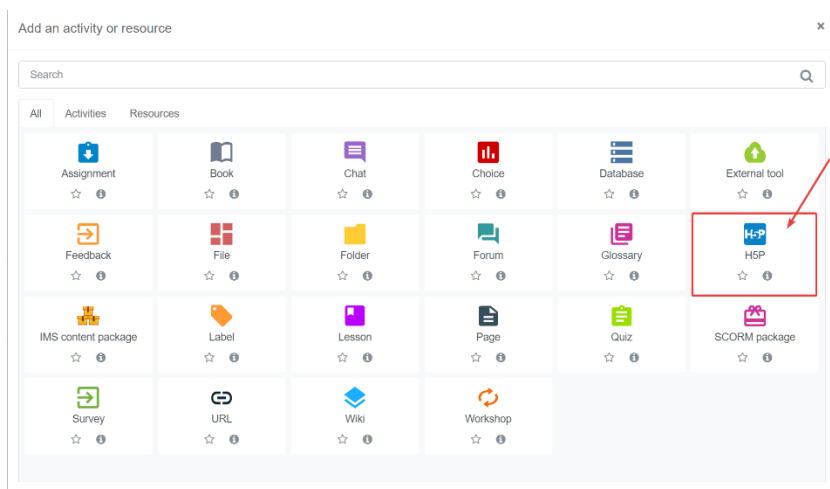 Add an activity or resource ×
Search
All Activities Resources
Assignment Book Chat Choice Database External tool
Feedback File Folder Forum Glossary H5P
H5P
IMS content package Label Lesson Page Quiz SCORM package
Survey URL Wiki Workshop